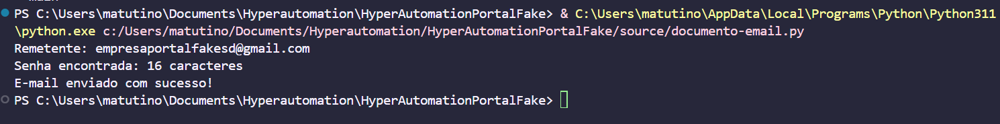 PS C:\Users\matutino\Documents\Hyperautomation\HyperAutomationPortalFake> & C:\Users\matutino\AppData\Local\Programs\Python\Python311
\python.exe c:/Users/matutino/Documents/Hyperautomation/HyperAutomationPortalFake/source/documento-email.py
Remetente: empresaportalfakesd@gmail.com
Senha encontrada: 16 caracteres
E-mail enviado com sucesso!
PS C:\Users\matutino\Documents\Hyperautomation\HyperAutomationPortalFake>